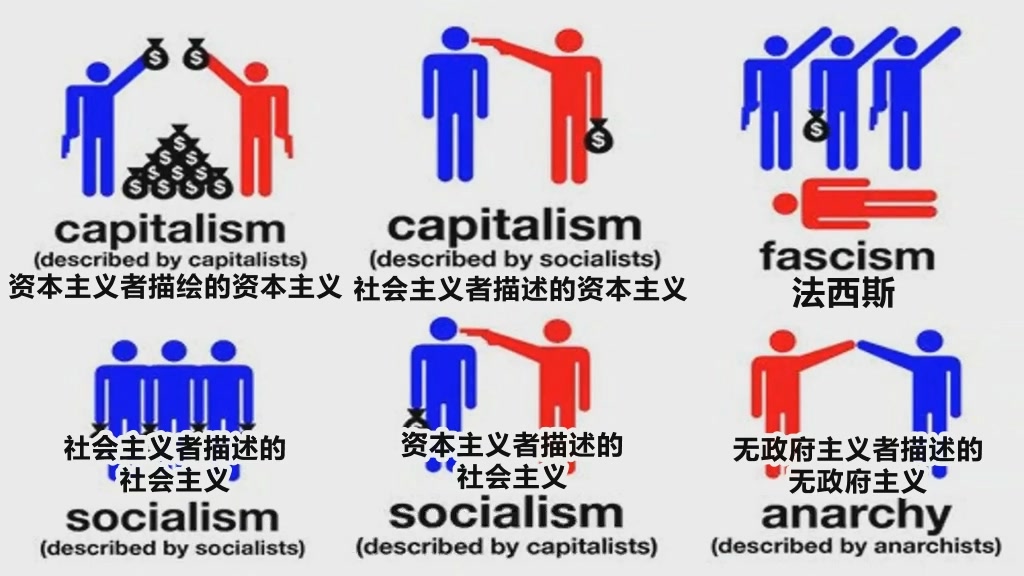 capitalism
(described by capitalists)
资本主义者描绘的资本主义
capitalism
(described by socialists)
社会主义者描述的资本主义
fascism
法西斯
社会主义者描述的
社会主义
socialism
(described by socialists)
资本主义者描述的
社会主义
socialism
(described by capitalists)
无政府主义者描述的
无政府主义
anarchy
(described by anarchists)